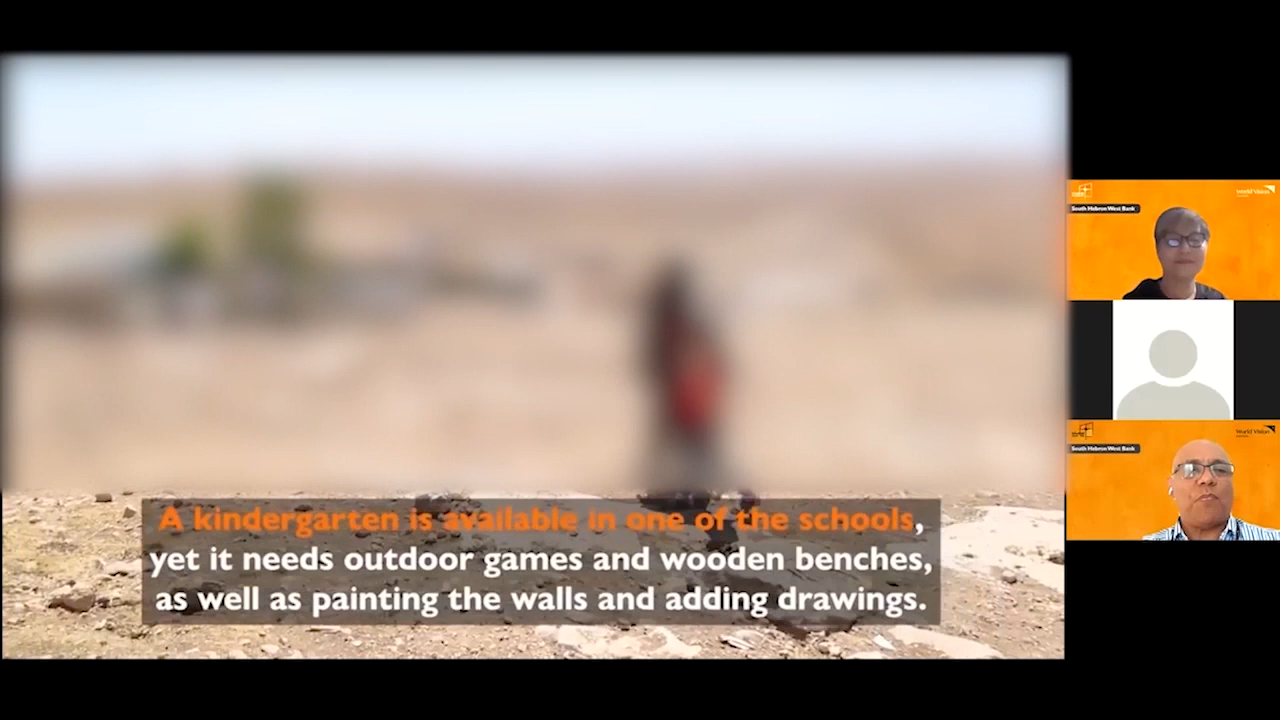 A kindergarten is available in one of the schools,
yet it needs outdoor games and wooden benches,
as well as painting the walls and adding drawings.
World Vision
South Hebron West Bank
World Vision
South Hebron West Bank